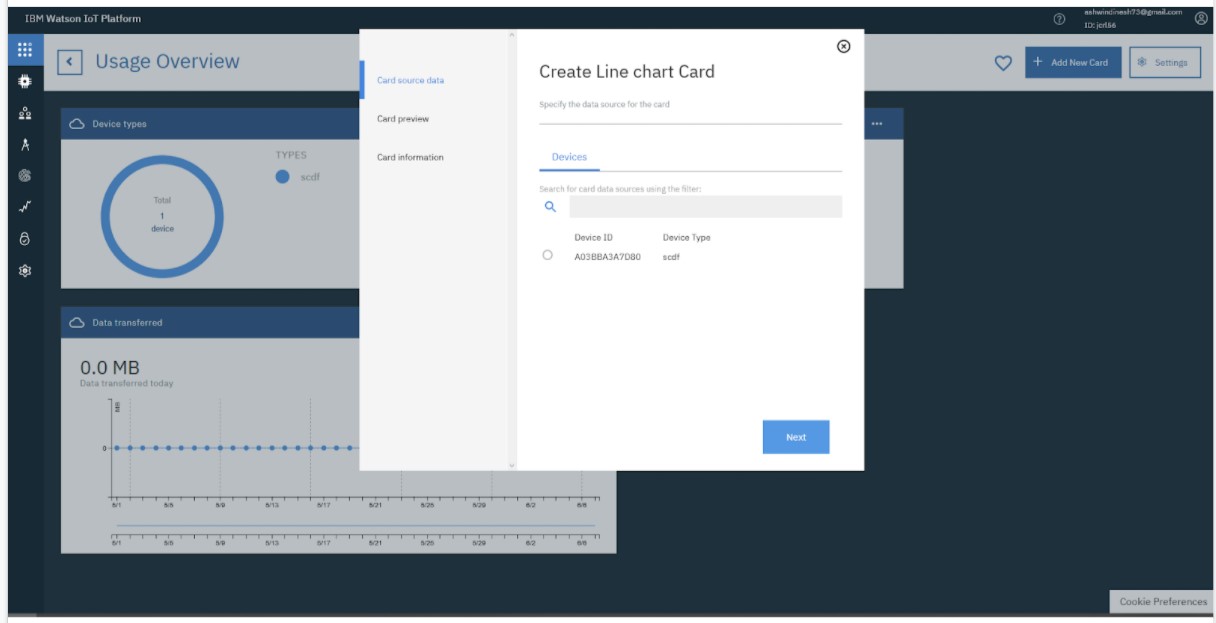 IBM Watson IoT Platform
ashwindinesh73@gmail.com
ID: jcrl56
Usage Overview
+ Add New Card
Settings
Device types
Total
1
device
TYPES
scdf
Data transferred
0.0 MB
Data transferred today
MB
0
5/1 5/5 5/9 5/13 5/17 5/21 5/25 5/29 6/2 6/6
5/1 5/5 5/9 5/13 5/17 5/21 5/25 5/29 6/2 6/6
Card source data
Card preview
Card information
Create Line chart Card
Specify the data source for the card
Devices
Search for card data sources using the filter:
Device ID Device Type
A03BBA3A7D80 scdf
Next
Cookie Preferences